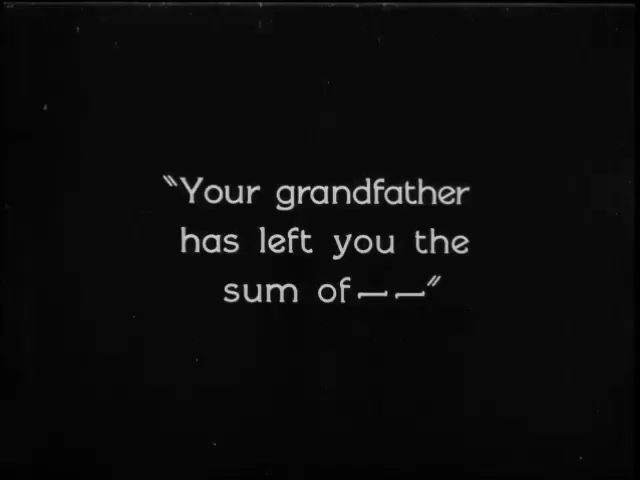 "Your grandfather
has left you the
sum of — —"